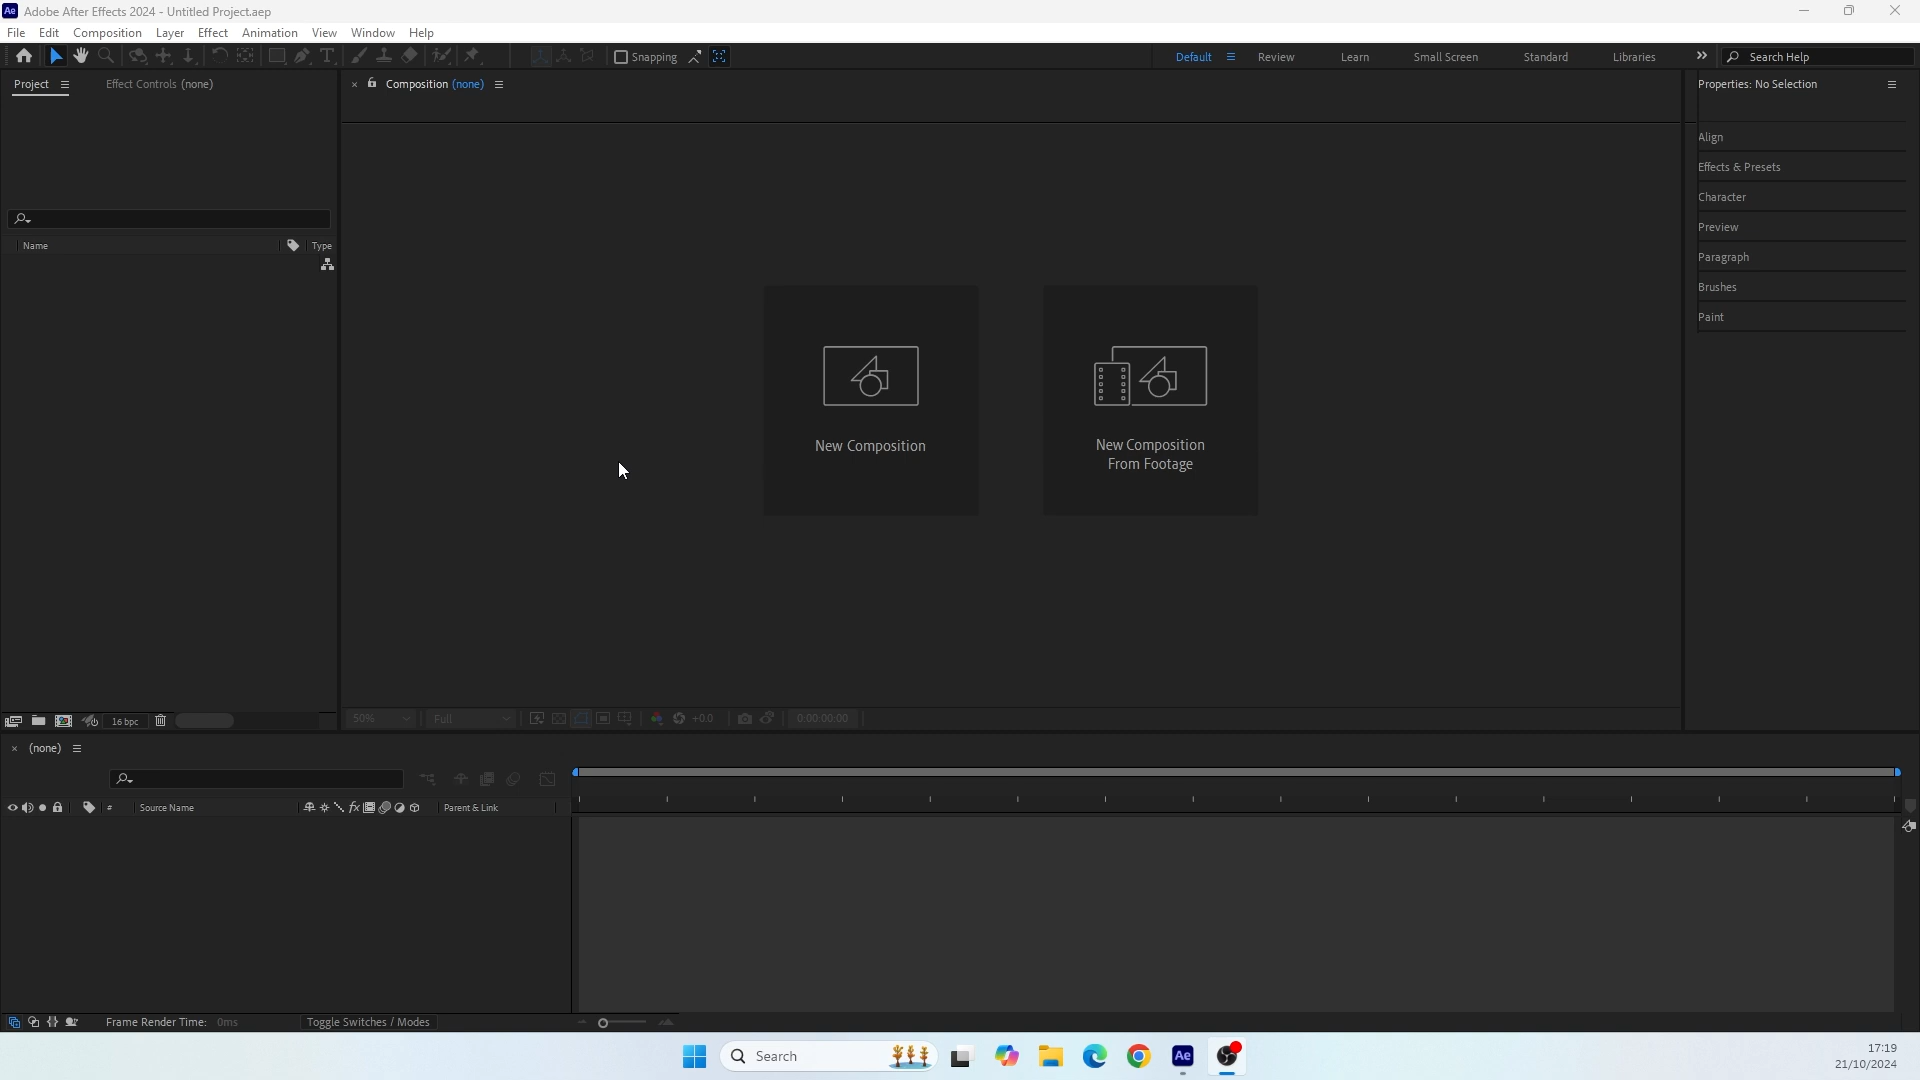 Adobe After Effects 2024 - Untitled Project.aep
File Edit Composition Layer Effect Animation View Window Help
Snapping
Default Review Learn Small Screen Standard Libraries
Search Help
Project
Effect Controls (none)
Composition (none)
Properties: No Selection
Align
Effects & Presets
Character
Preview
Paragraph
Brushes
Paint
Name Type
New Composition
New Composition
From Footage
16 bpc
50% Full +0.0 0:00:00:00
(none)
# Source Name Parent & Link
Frame Render Time: 0ms
Toggle Switches / Modes
Search
17:19
21/10/2024